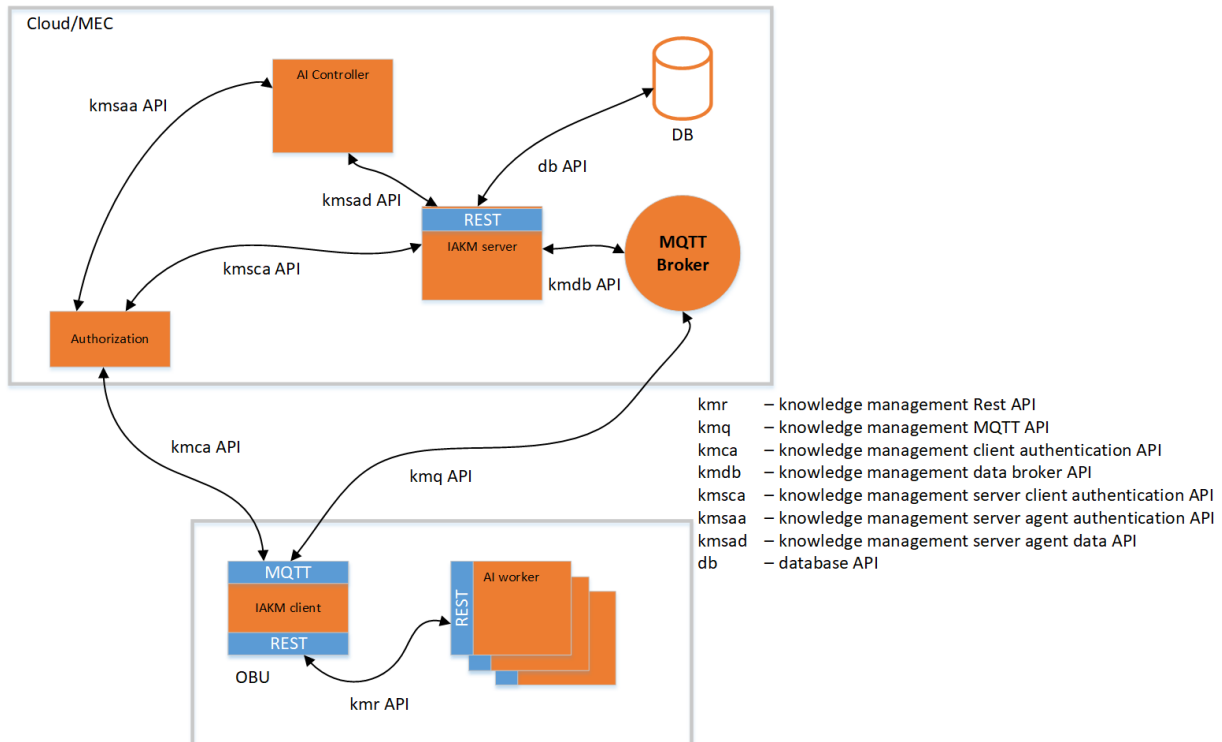 Cloud/MEC
AI Controller
kmsaa API
DB
db API
kmsad API
REST
IAKM server
MQTT
Broker
kmsca API
kmdb API
Authorization
kmr – knowledge management Rest API
kmq – knowledge management MQTT API
kmca – knowledge management client authentication API
kmdb – knowledge management data broker API
kmsca – knowledge management server client authentication API
kmsaa – knowledge management server agent authentication API
kmsad – knowledge management server agent data API
db – database API
kmca API
kmq API
MQTT
IAKM client
REST
OBU
AI worker
REST
kmr API